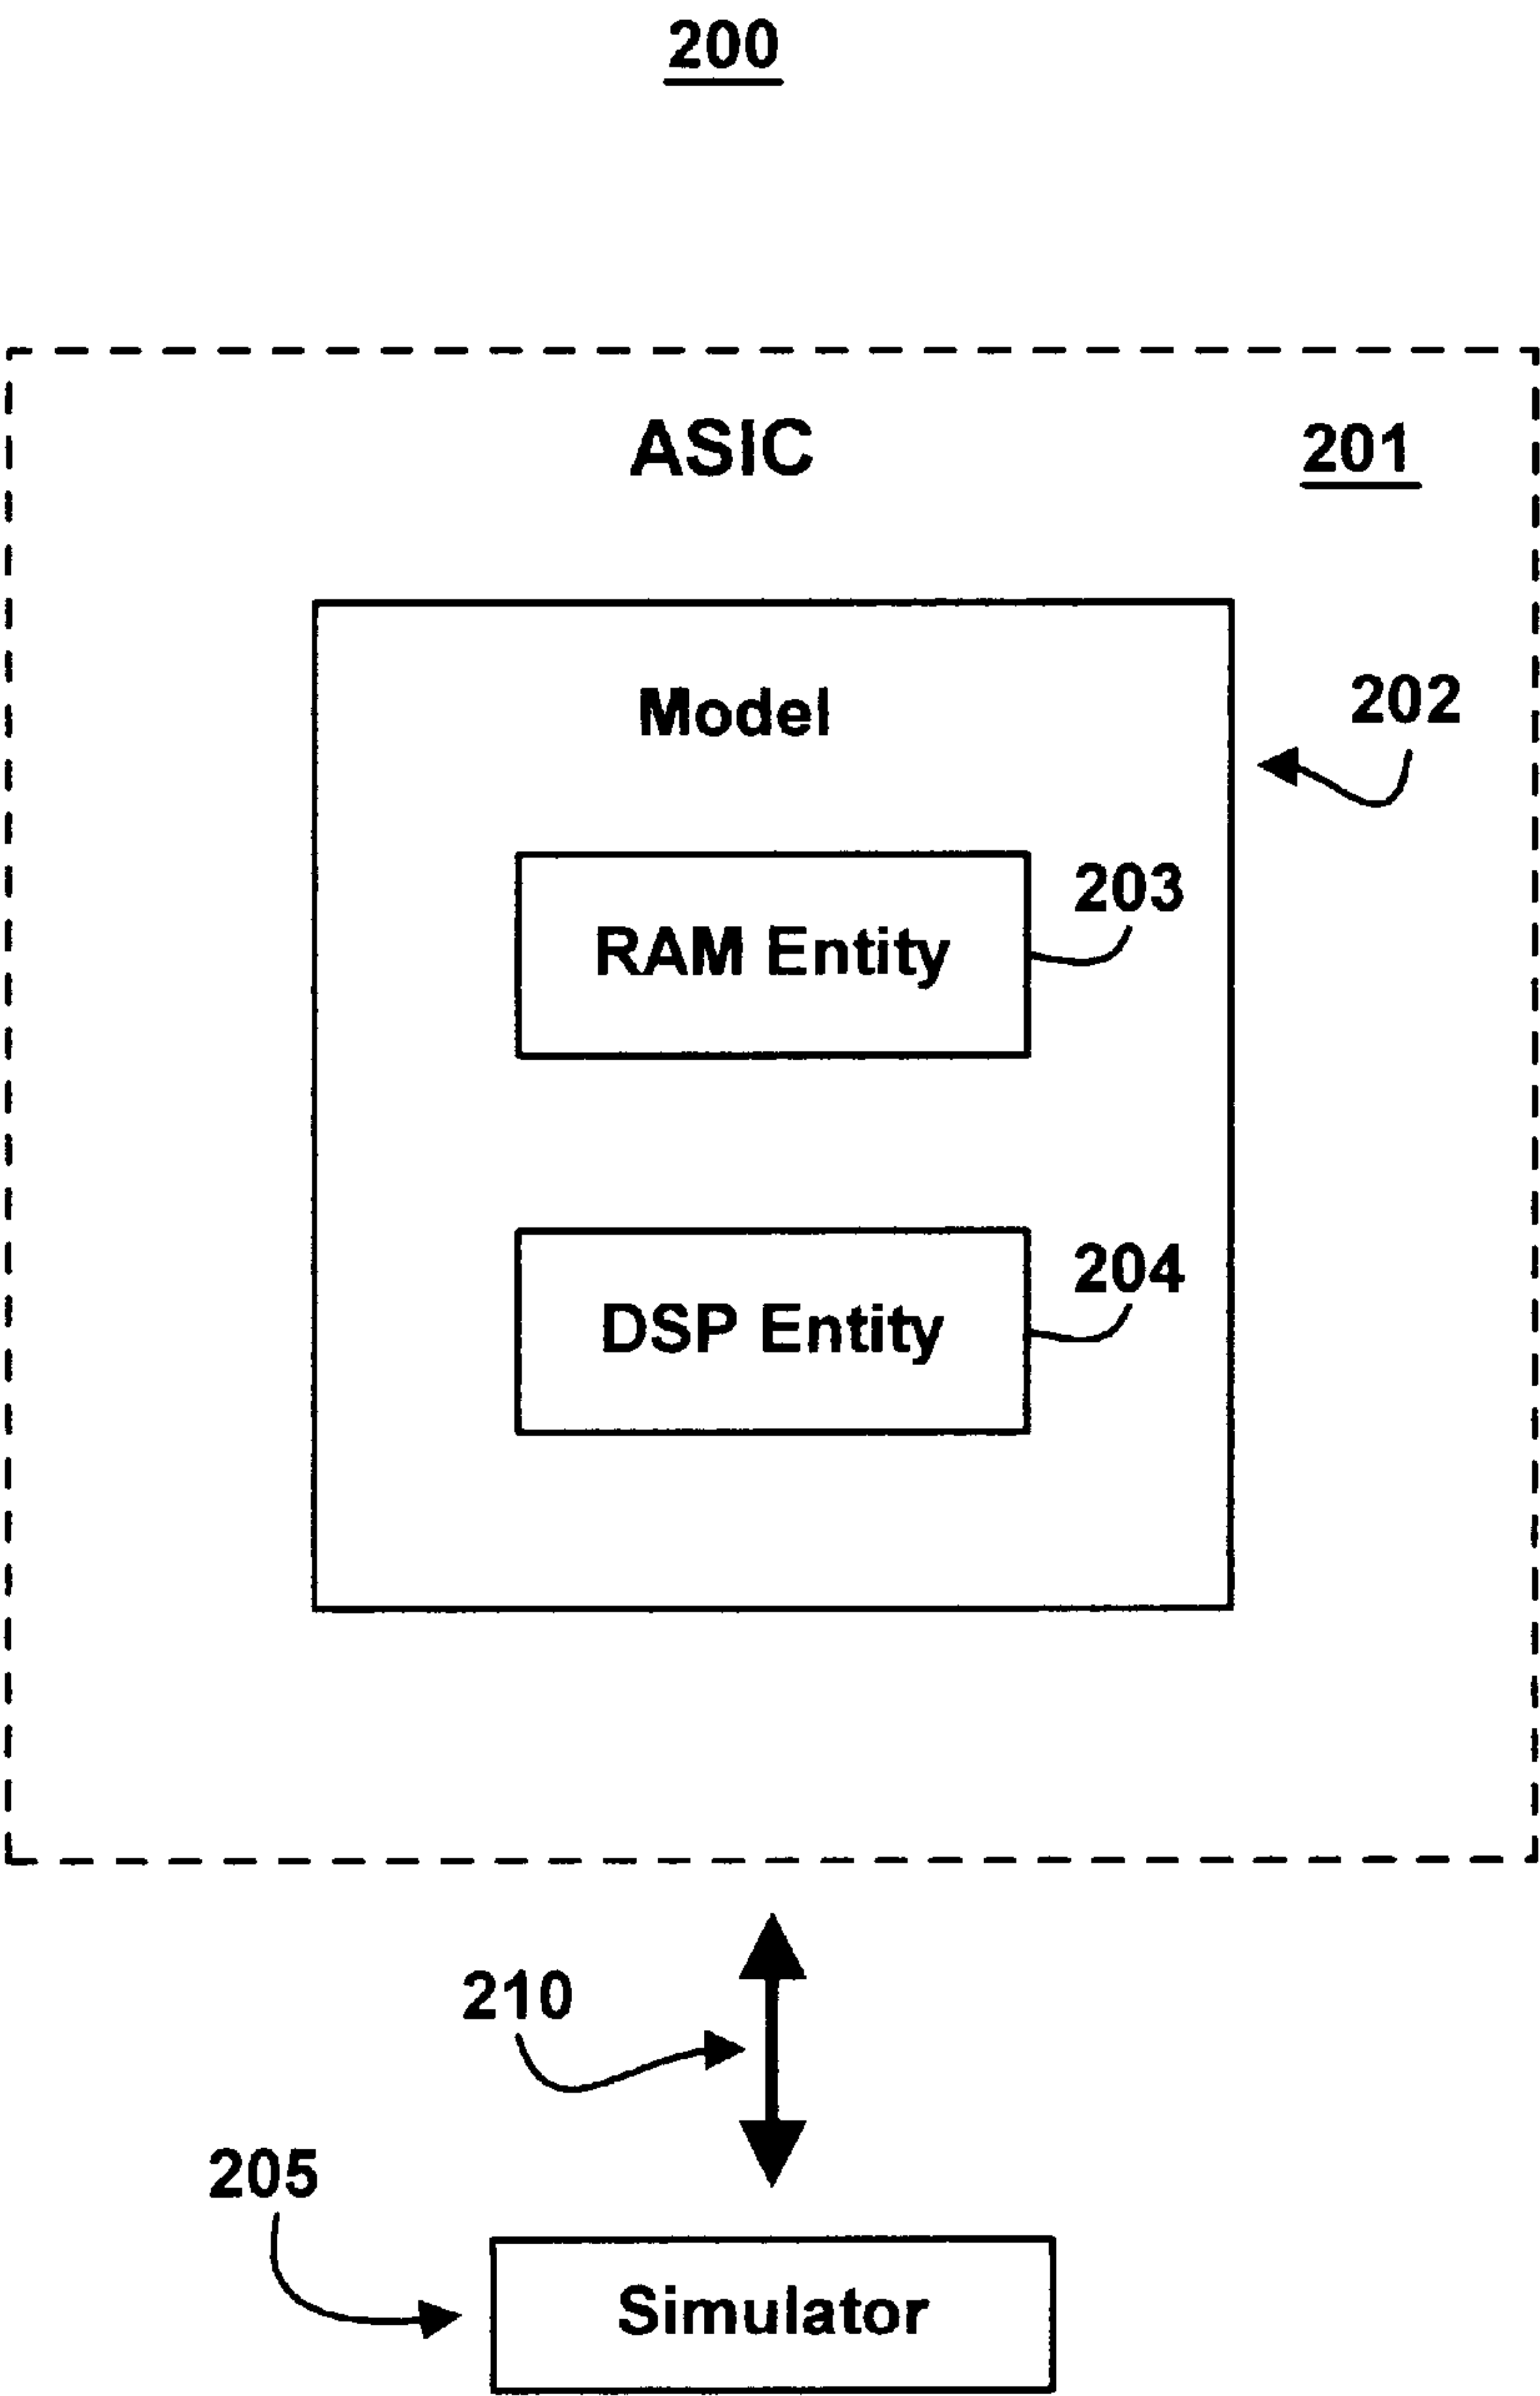 200
ASIC
201
Model
202
203
RAM Entity
204
DSP Entity
210
205
Simulator